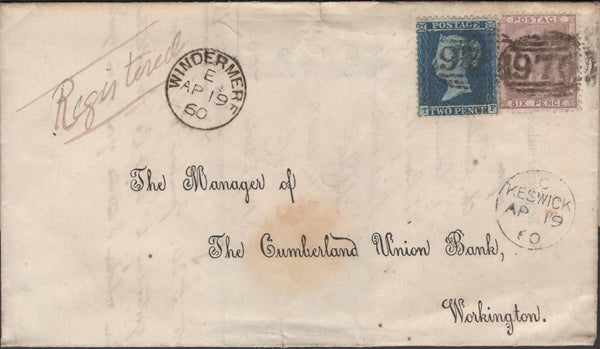 Registered
WINDERMERE
E
AP 19
60
POSTAGE
TWO PENCE
F
POSTAGE
SIX PENCE
97
The Manager of
The Cumberland Union Bank,
Workington.
C
KESWICK
AP 19
60